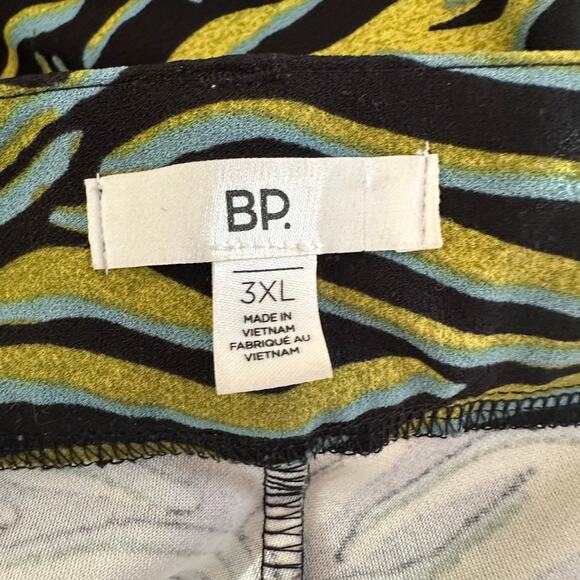 BP.
3XL
MADE IN
VIETNAM
FABRIQUÉ AU
VIETNAM